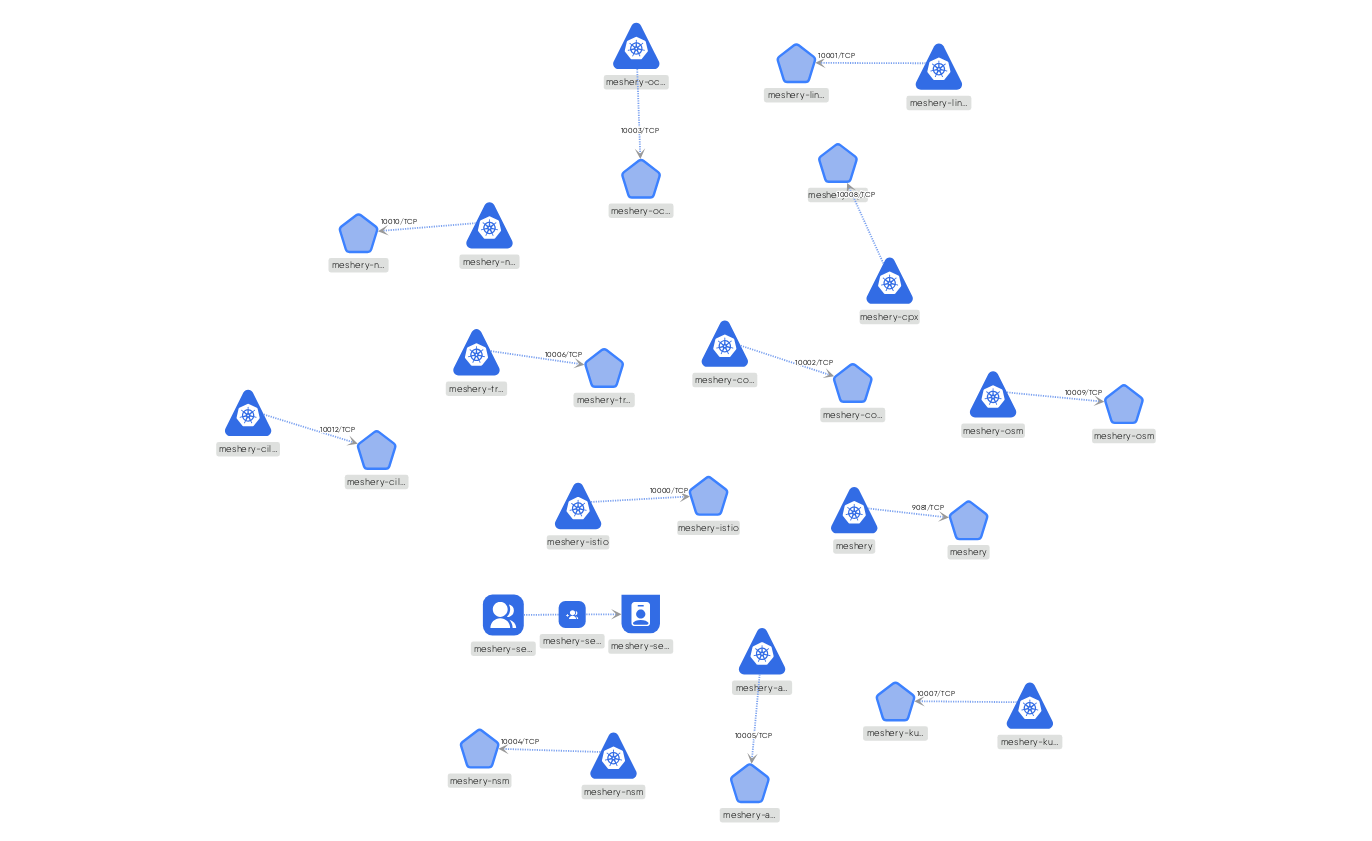 meshery-oc...
10003/TCP
meshery-oc...
10001/TCP
meshery-lin...
meshery-lin...
10008/TCP
meshery-cpx
10010/TCP
meshery-n...
meshery-n...
10006/TCP
meshery-tr...
meshery-tr...
meshery-co...
10002/TCP
meshery-co...
10009/TCP
meshery-osm
meshery-osm
meshery-cil...
10012/TCP
meshery-cil...
10000/TCP
meshery-istio
meshery-istio
9081/TCP
meshery
meshery
meshery-se...
meshery-se...
meshery-se...
meshery-a...
10005/TCP
meshery-a...
10007/TCP
meshery-ku...
meshery-ku...
10004/TCP
meshery-nsm
meshery-nsm